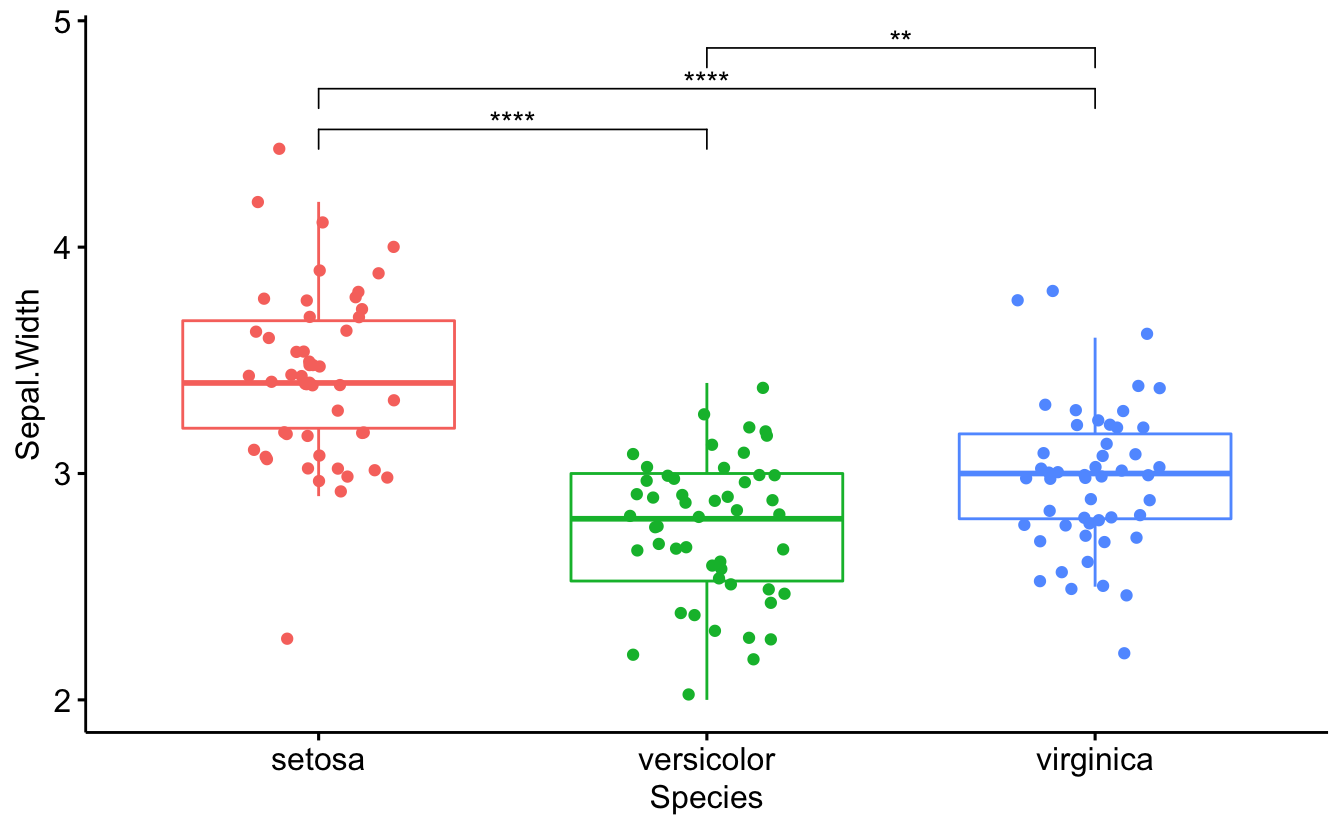 5
**
****
****
4
Sepal.Width
3
2
setosa versicolor virginica
Species